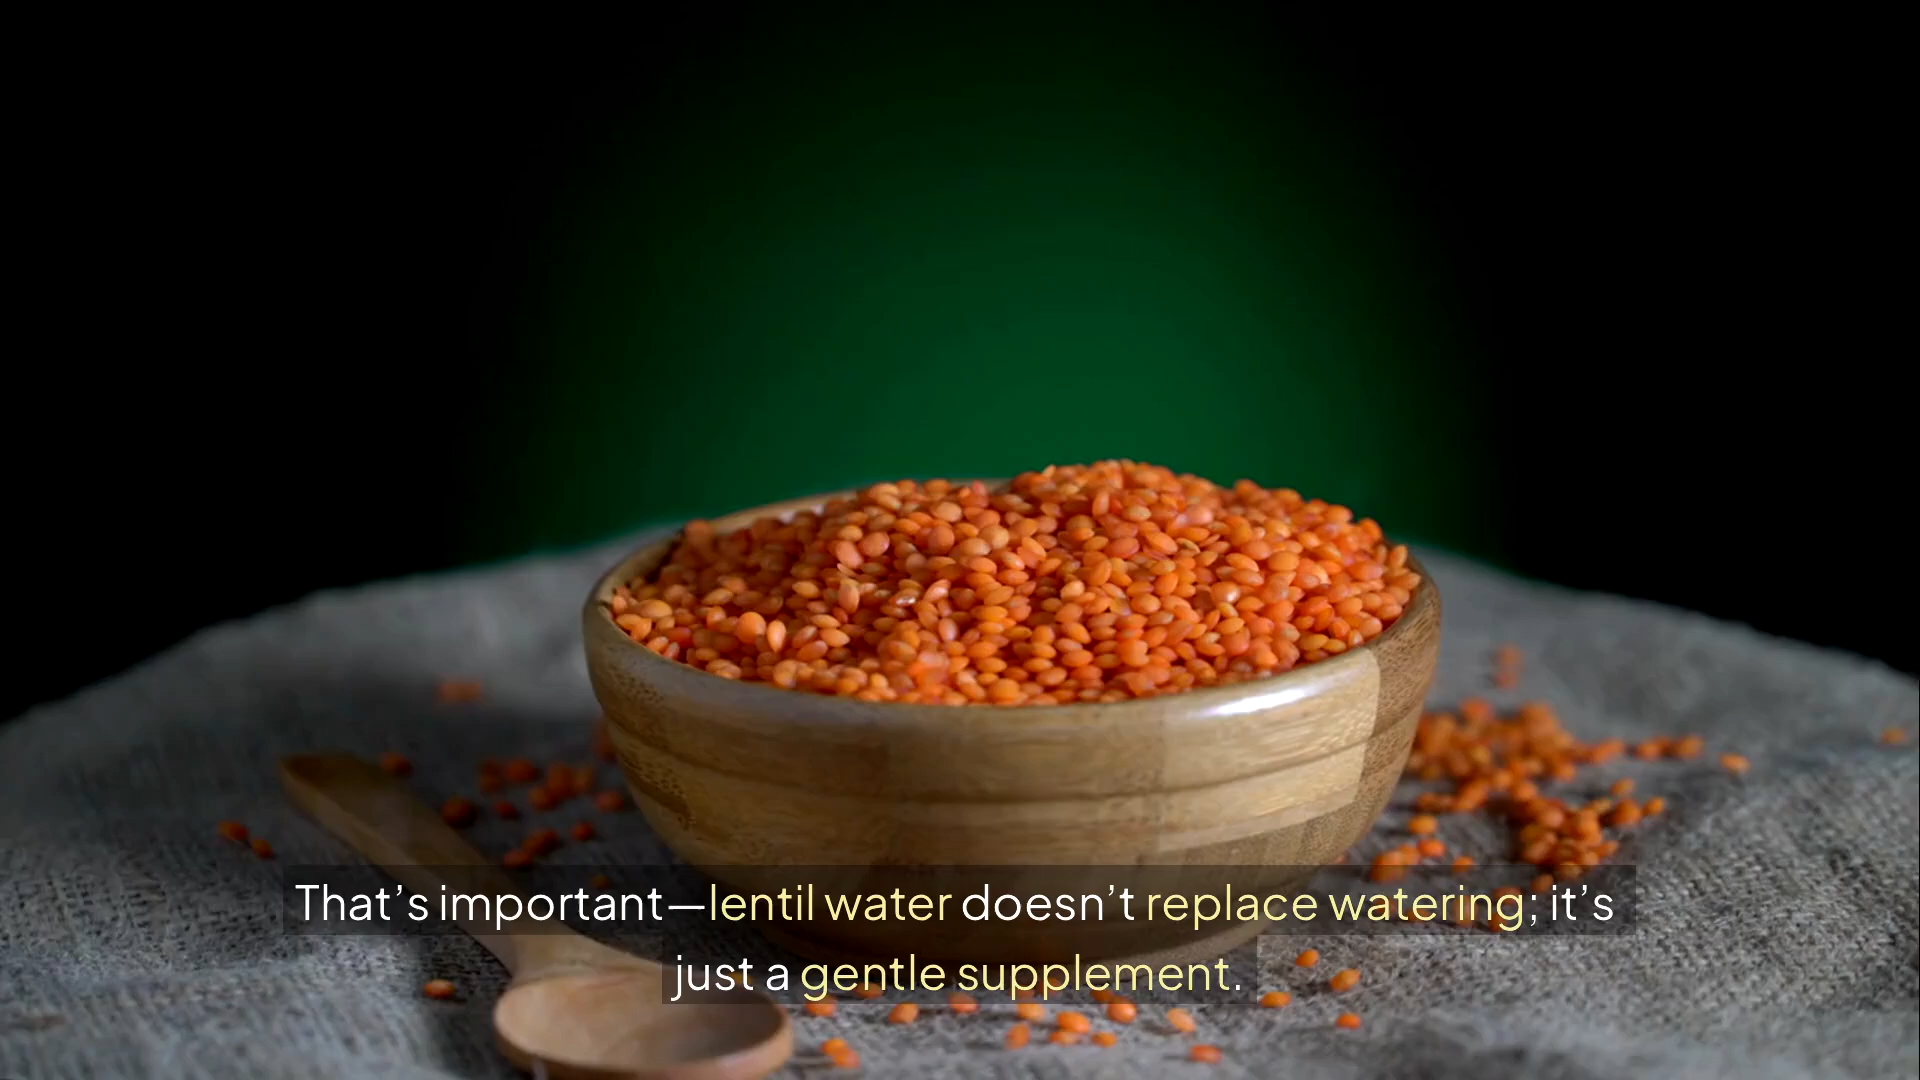 That’s important—lentil water doesn’t replace watering; it’s
just a gentle supplement.